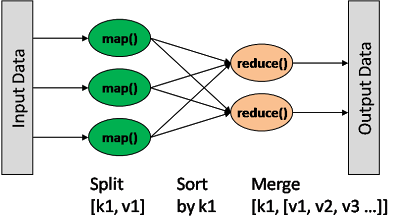 Input Data
map()
map()
map()
reduce()
reduce()
Output Data
Split
[k1, v1]
Sort
by k1
Merge
[k1, [v1, v2, v3 ...]]